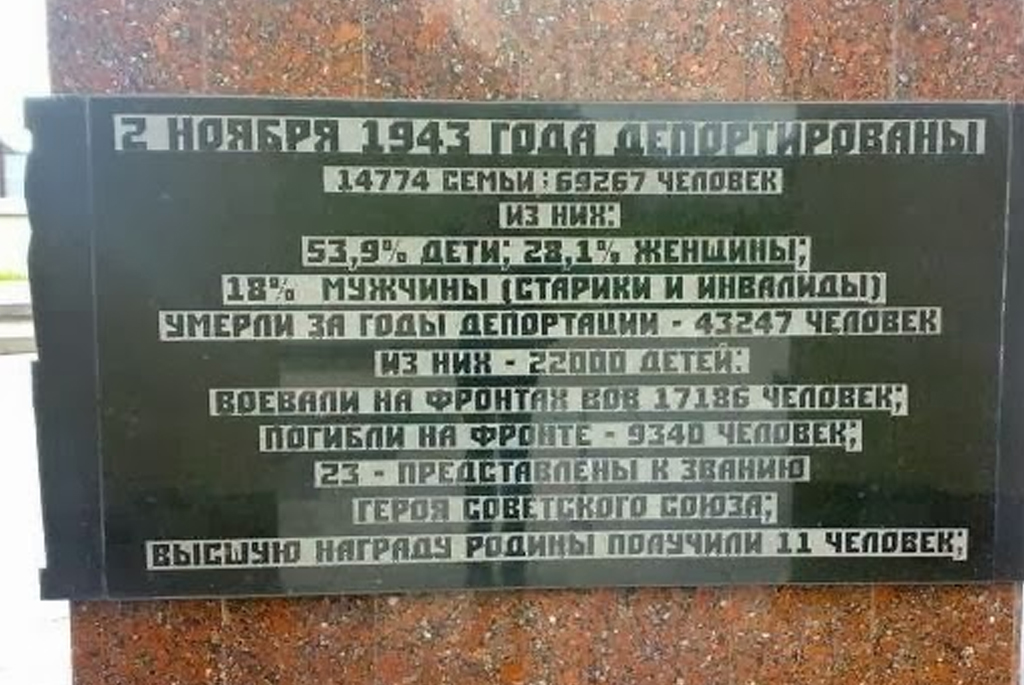 2 НОЯБРЯ 1943 ГОДА ДЕПОРТИРОВАНЫ
14774 СЕМЬИ; 69267 ЧЕЛОВЕК
ИЗ НИХ:
53,9% ДЕТИ; 28,1% ЖЕНЩИНЫ;
18% МУЖЧИНЫ (СТАРИКИ И ИНВАЛИДЫ)
УМЕРЛИ ЗА ГОДЫ ДЕПОРТАЦИИ - 43247 ЧЕЛОВЕК
ИЗ НИХ - 22000 ДЕТЕЙ:
ВОЕВАЛИ НА ФРОНТАХ ВОВ 17186 ЧЕЛОВЕК;
ПОГИБЛИ НА ФРОНТЕ - 9340 ЧЕЛОВЕК;
23 - ПРЕДСТАВЛЕНЫ К ЗВАНИЮ
ГЕРОЯ СОВЕТСКОГО СОЮЗА;
ВЫСШУЮ НАГРАДУ РОДИНЫ ПОЛУЧИЛИ 11 ЧЕЛОВЕК;